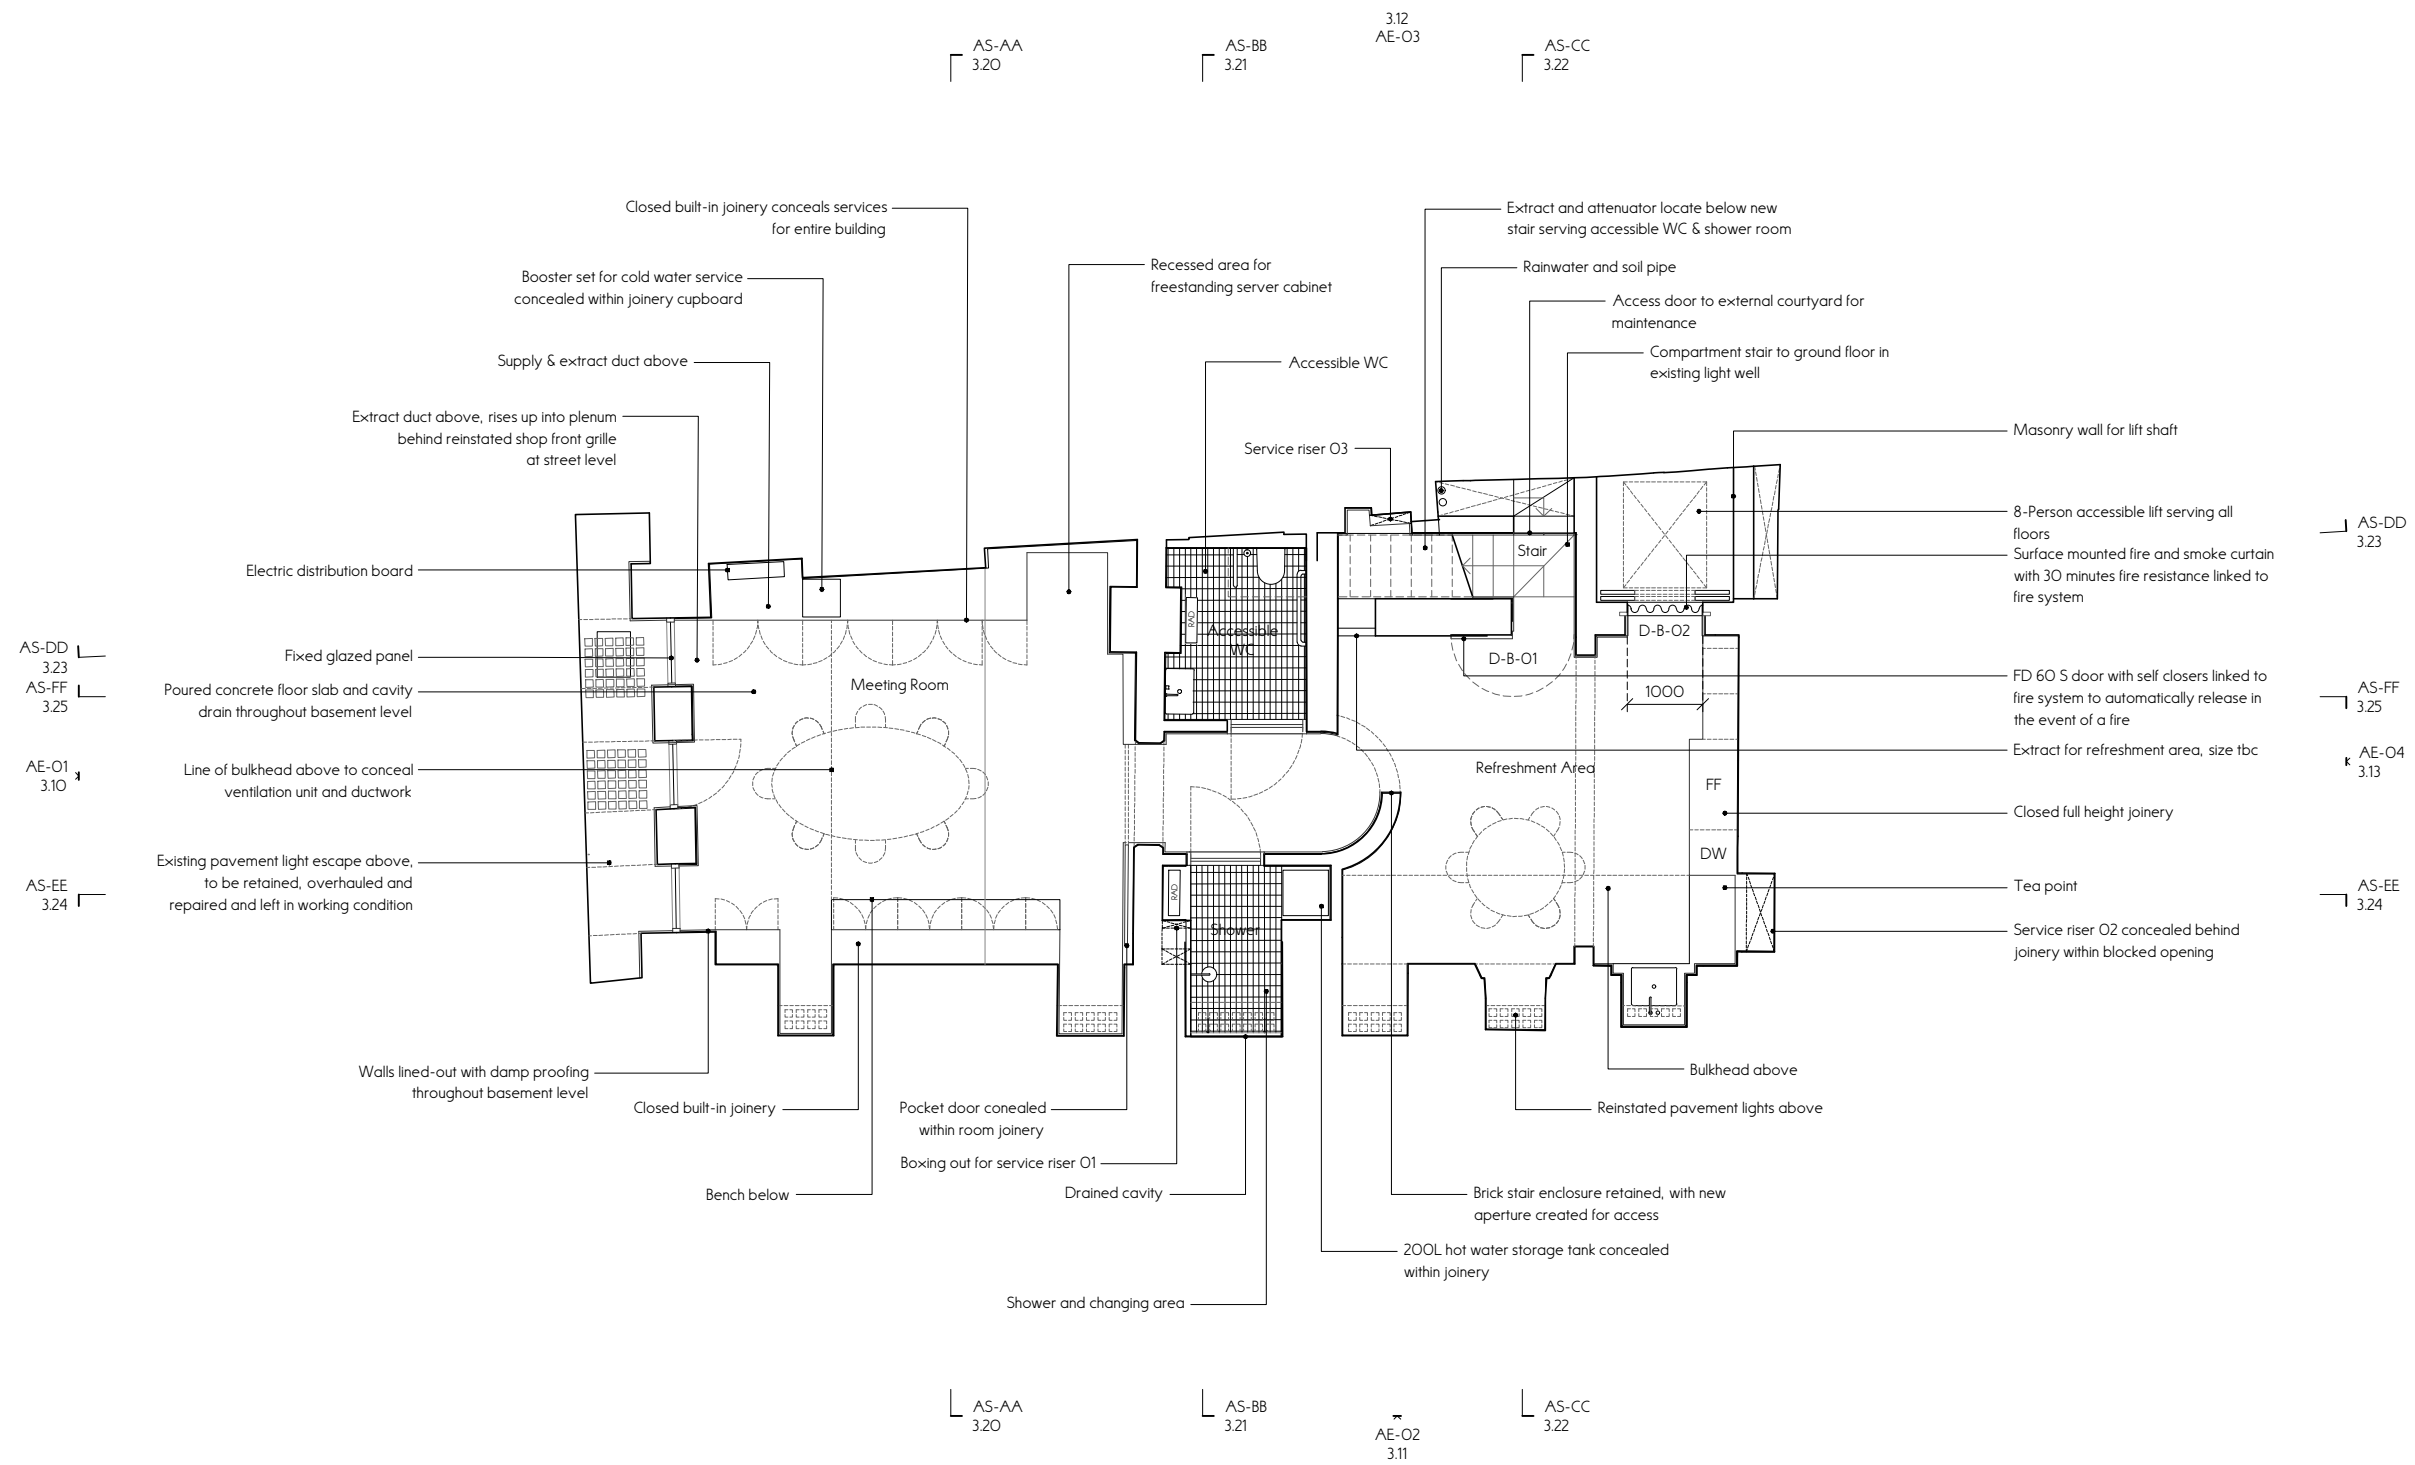 3.12
AE-03
AS-AA
3.20
AS-BB
3.21
AS-CC
3.22
Closed built-in joinery conceals services
for entire building
Booster set for cold water service
concealed within joinery cupboard
Supply & extract duct above
Extract duct above, rises up into plenum
behind reinstated shop front grille
at street level
Electric distribution board
Fixed glazed panel
Poured concrete floor slab and cavity
drain throughout basement level
Line of bulkhead above to conceal
ventilation unit and ductwork
Existing pavement light escape above,
to be retained, overhauled and
repaired and left in working condition
Walls lined-out with damp proofing
throughout basement level
Closed built-in joinery
Bench below
Pocket door conealed
within room joinery
Boxing out for service riser 01
Drained cavity
Shower and changing area
Recessed area for
freestanding server cabinet
Accessible WC
Service riser 03
Extract and attenuator locate below new
stair serving accessible WC & shower room
Rainwater and soil pipe
Access door to external courtyard for
maintenance
Compartment stair to ground floor in
existing light well
Masonry wall for lift shaft
8-Person accessible lift serving all
floors
Surface mounted fire and smoke curtain
with 30 minutes fire resistance linked to
fire system
FD 60 S door with self closers linked to
fire system to automatically release in
the event of a fire
Extract for refreshment area, size tbc
Closed full height joinery
Tea point
Service riser 02 concealed behind
joinery within blocked opening
Bulkhead above
Reinstated pavement lights above
Brick stair enclosure retained, with new
aperture created for access
200L hot water storage tank concealed
within joinery
Meeting Room
RAD
Accessible
WC
Stair
D-B-01
D-B-02
1000
Refreshment Area
FF
DW
RAD
Shower
AS-DD
3.23
AS-FF
3.25
AE-01
3.10
AS-EE
3.24
AS-DD
3.23
AS-FF
3.25
AE-04
3.13
AS-EE
3.24
AS-AA
3.20
AS-BB
3.21
AE-02
3.11
AS-CC
3.22